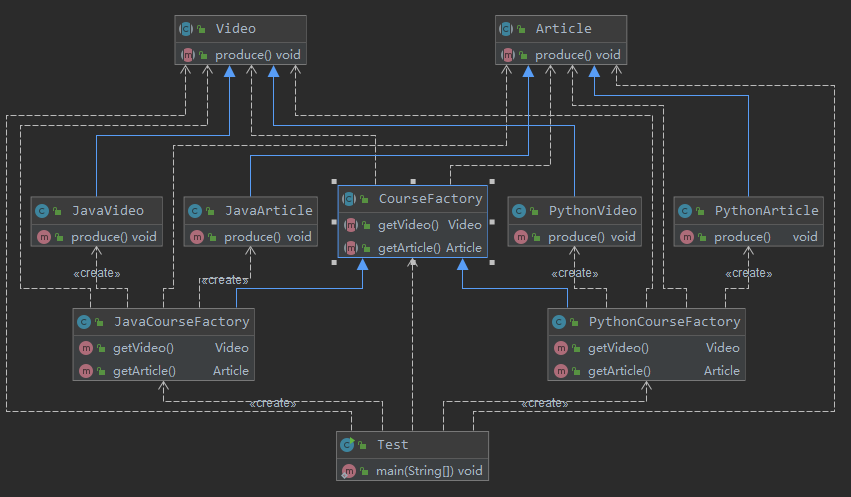 Video
produce() void
Article
produce() void
JavaVideo
produce() void
JavaArticle
produce() void
CourseFactory
getVideo() Video
getArticle() Article
PythonVideo
produce() void
PythonArticle
produce() void
«create»
«create»
«create»
«create»
JavaCourseFactory
getVideo() Video
getArticle() Article
PythonCourseFactory
getVideo() Video
getArticle() Article
«create»
«create»
Test
main(String[]) void